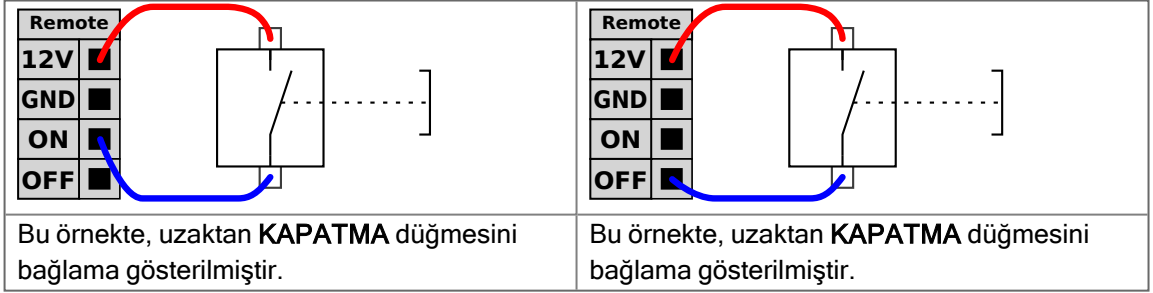 Remote
12V
GND
ON
OFF
Bu örnekte, uzaktan KAPATMA düğmesini
bağlama gösterilmiştir.
Remote
12V
GND
ON
OFF
Bu örnekte, uzaktan KAPATMA düğmesini
bağlama gösterilmiştir.